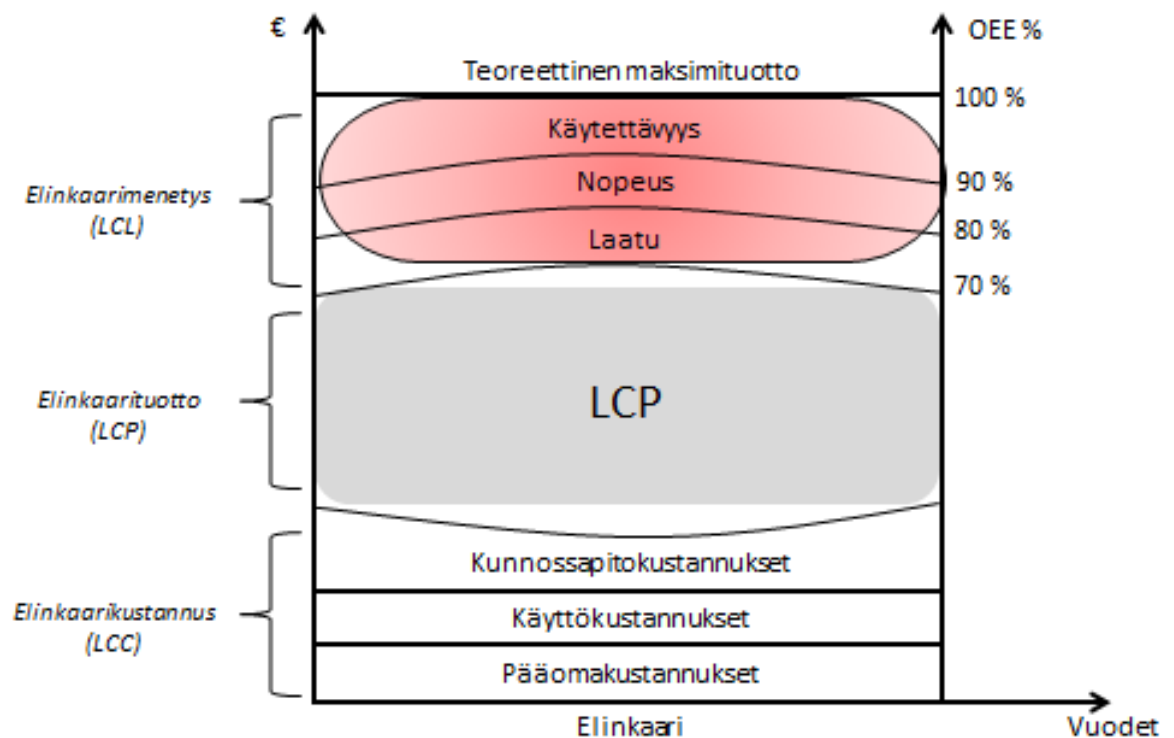 €
OEE %
Teoreettinen maksimituotto
100 %
Käytettävyys
Elinkaarimenetys
(LCL)
Nopeus
90 %
80 %
Laatu
70 %
Elinkaarituotto
(LCP)
LCP
Kunnossapitokustannukset
Elinkaarikustannus
(LCC)
Käyttökustannukset
Pääomakustannukset
Elinkaari
Vuodet